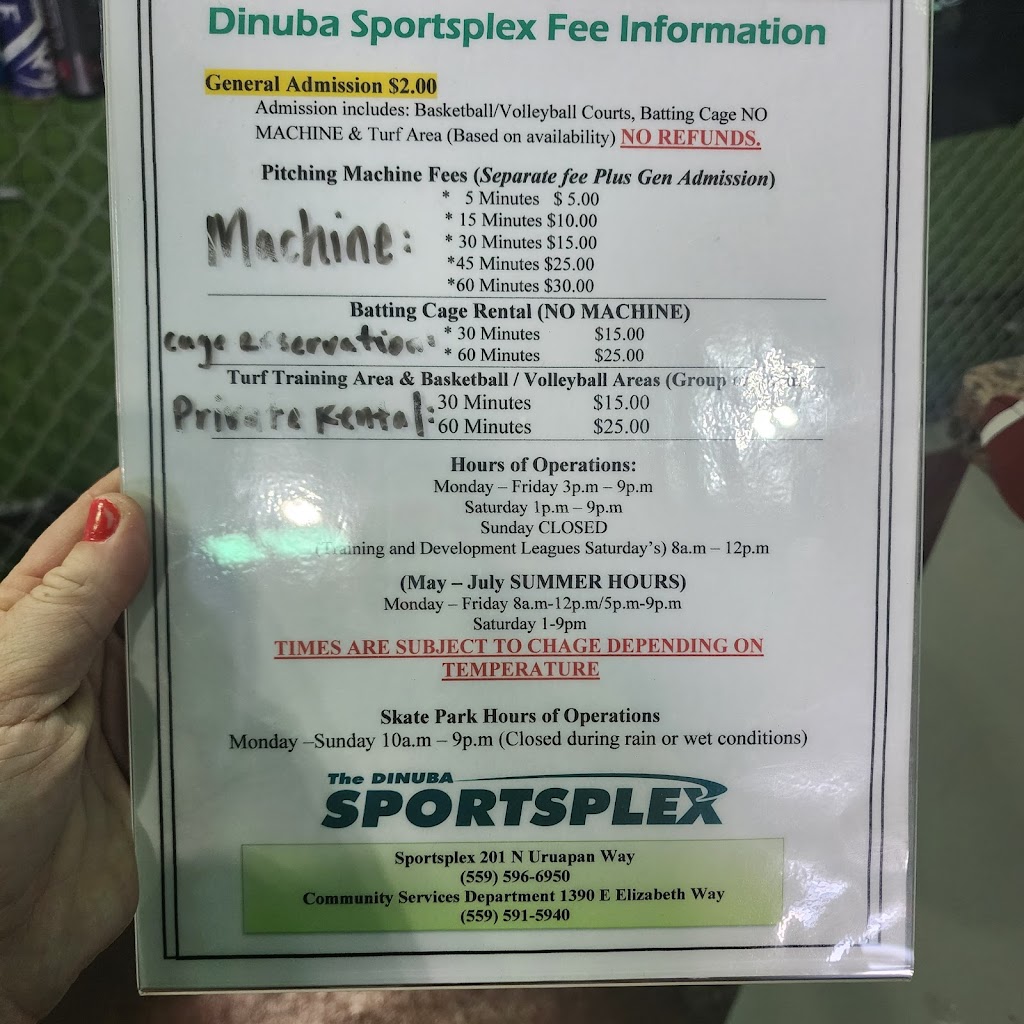 Dinuba Sportsplex Fee Information
General Admission $2.00
Admission includes: Basketball/Volleyball Courts, Batting Cage NO
MACHINE & Turf Area (Based on availability) NO REFUNDS.
Pitching Machine Fees (Separate fee Plus Gen Admission)
* 5 Minutes $ 5.00
* 15 Minutes $10.00
Machine:
* 30 Minutes $15.00
*45 Minutes $25.00
*60 Minutes $30.00
Batting Cage Rental (NO MACHINE)
cage
* 30 Minutes $15.00
* 60 Minutes $25.00
Turf Training Area & Basketball / Volleyball Areas (Group
Private Rental:
30 Minutes $15.00
60 Minutes $25.00
Hours of Operations:
Monday – Friday 3p.m – 9p.m
Saturday 1p.m – 9p.m
Sunday CLOSED
(Training and Development Leagues Saturday's) 8a.m – 12p.m
(May – July SUMMER HOURS)
Monday – Friday 8a.m-12p.m/5p.m-9p.m
Saturday 1-9pm
TIMES ARE SUBJECT TO CHAGE DEPENDING ON
TEMPERATURE
Skate Park Hours of Operations
Monday –Sunday 10a.m – 9p.m (Closed during rain or wet conditions)
The DINUBA
SPORTSPLEX
Sportsplex 201 N Uruapan Way
(559) 596-6950
Community Services Department 1390 E Elizabeth Way
(559) 591-5940